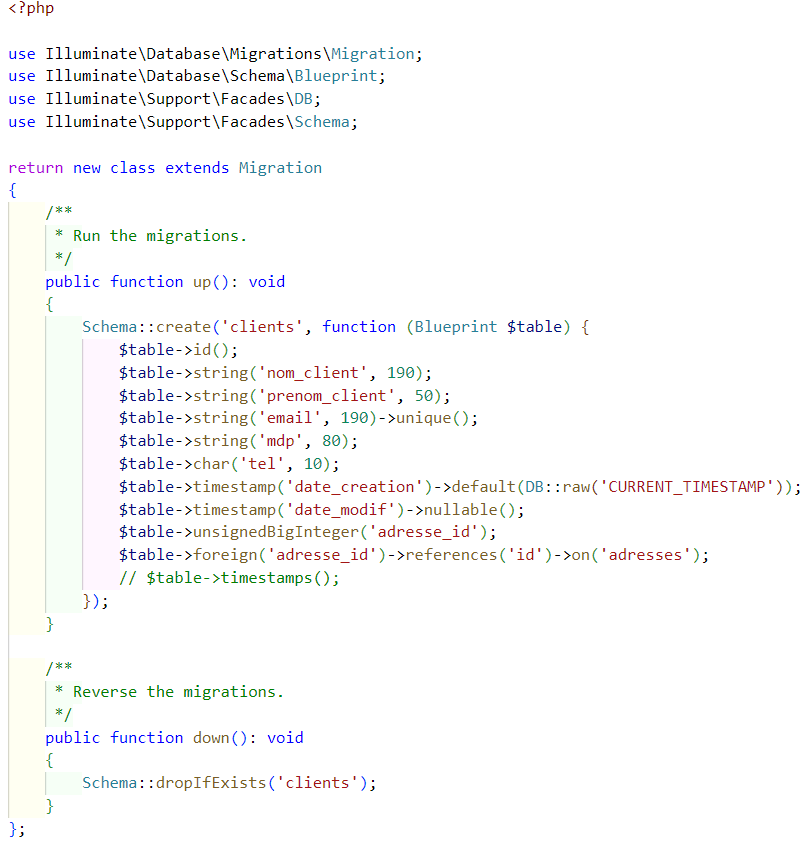 <?php

use Illuminate\Database\Migrations\Migration;
use Illuminate\Database\Schema\Blueprint;
use Illuminate\Support\Facades\DB;
use Illuminate\Support\Facades\Schema;

return new class extends Migration
{
    /**
     * Run the migrations.
     */
    public function up(): void
    {
        Schema::create('clients', function (Blueprint $table) {
            $table->id();
            $table->string('nom_client', 190);
            $table->string('prenom_client', 50);
            $table->string('email', 190)->unique();
            $table->string('mdp', 80);
            $table->char('tel', 10);
            $table->timestamp('date_creation')->default(DB::raw('CURRENT_TIMESTAMP'));
            $table->timestamp('date_modif')->nullable();
            $table->unsignedBigInteger('adresse_id');
            $table->foreign('adresse_id')->references('id')->on('adresses');
            // $table->timestamps();
        });
    }

    /**
     * Reverse the migrations.
     */
    public function down(): void
    {
        Schema::dropIfExists('clients');
    }
};